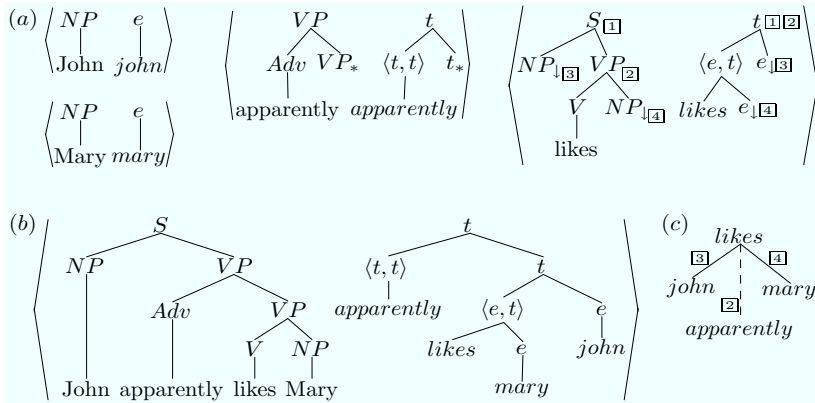 (a) NP e VP t S 1 t 1 2
John john Adv VP* ⟨t, t⟩ t* NP↓3 VP2 ⟨e, t⟩ e↓3
apparently apparently V NP↓4 likes e↓4
NP e
Mary mary likes
(b) S t (c) likes
NP VP ⟨t, t⟩ t 3 4
john mary
Adv VP apparently ⟨e, t⟩ e 2
apparently
V NP likes e john
John apparently likes Mary mary